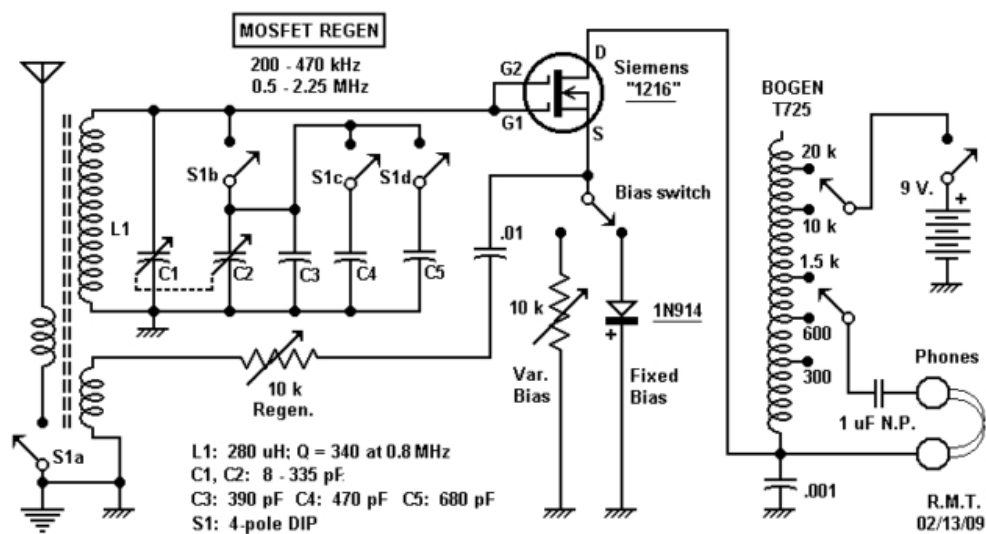 MOSFET REGEN
200 - 470 kHz
0.5 - 2.25 MHz
D
G2
Siemens
"1216"
G1
S
BOGEN
T725
20 k
S1b
S1c
S1d
Bias switch
9 V.
+
10 k
L1
.01
C1
C2
C3
C4
C5
1.5 k
10 k
1N914
+
600
300
Phones
10 k
Regen.
Var.
Bias
Fixed
Bias
1 uF N.P.
S1a
L1: 280 uH; Q = 340 at 0.8 MHz
C1, C2: 8 - 335 pF.
C3: 390 pF C4: 470 pF C5: 680 pF
S1: 4-pole DIP
.001
R.M.T.
02/13/09